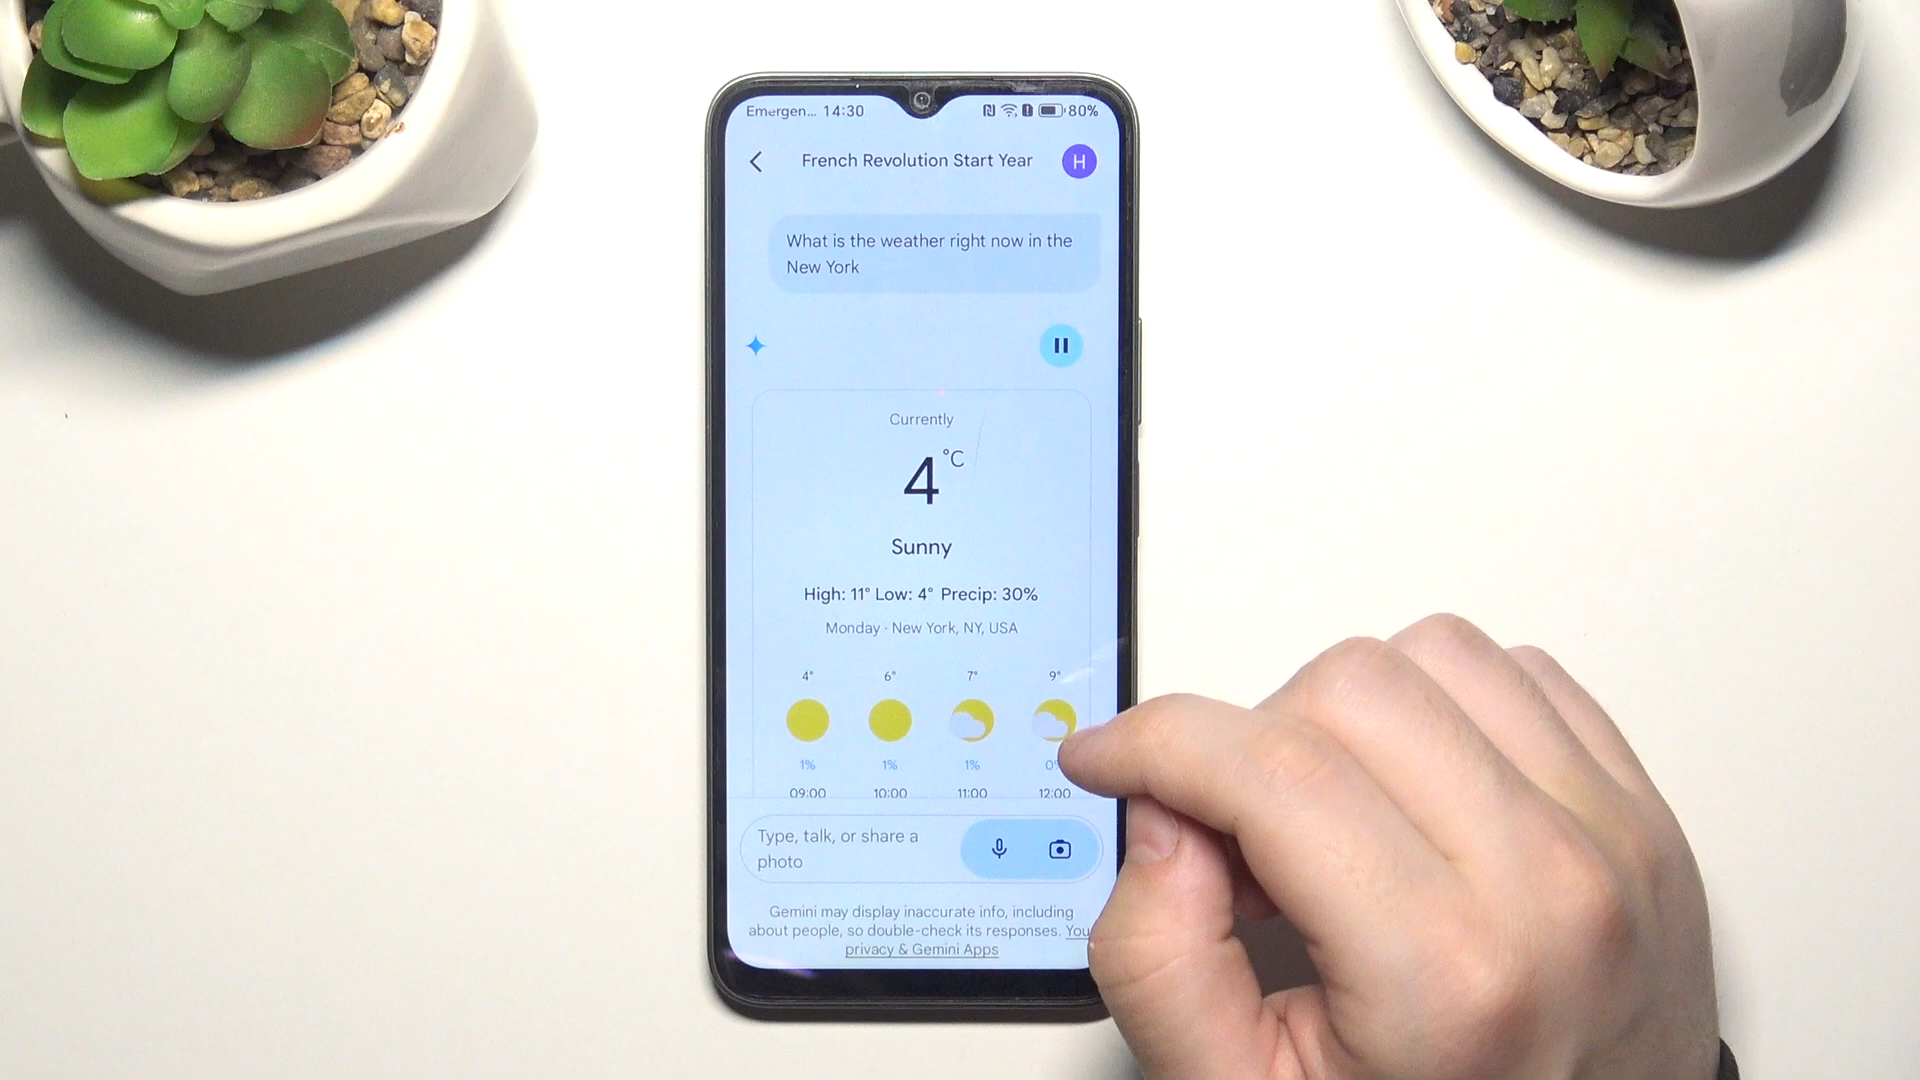 Emergen... 14:30 80%
French Revolution Start Year H
What is the weather right now in the
New York
Currently
4 °C
Sunny
High: 11° Low: 4° Precip: 30%
Monday · New York, NY, USA
4° 6° 7° 9°
1% 1% 1% 0
09:00 10:00 11:00 12:00
Type, talk, or share a
photo
Gemini may display inaccurate info, including
about people, so double-check its responses. You
privacy & Gemini Apps